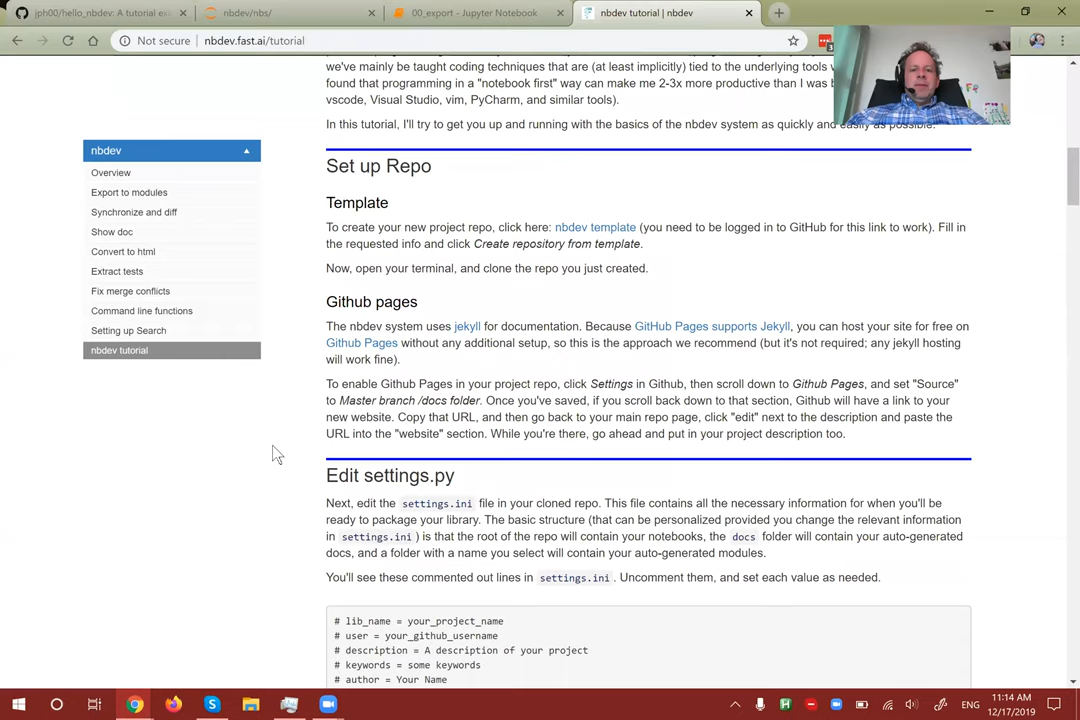 jph00/hello_nbdev: A tutorial ex
nbdev/nbs/
00_export - Jupyter Notebook
nbdev tutorial | nbdev
Not secure | nbdev.fast.ai/tutorial
we've mainly be taught coding techniques that are (at least implicitly) tied to the underlying tools
found that programming in a "notebook first" way can make me 2-3x more productive than I was
vscode, Visual Studio, vim, PyCharm, and similar tools).
In this tutorial, I'll try to get you up and running with the basics of the nbdev system as quickly and easily as possible.
nbdev
Overview
Export to modules
Synchronize and diff
Show doc
Convert to html
Extract tests
Fix merge conflicts
Command line functions
Setting up Search
nbdev tutorial
Set up Repo
Template
To create your new project repo, click here: nbdev template (you need to be logged in to GitHub for this link to work). Fill in
the requested info and click Create repository from template.
Now, open your terminal, and clone the repo you just created.
Github pages
The nbdev system uses jekyll for documentation. Because GitHub Pages supports Jekyll, you can host your site for free on
Github Pages without any additional setup, so this is the approach we recommend (but it's not required; any jekyll hosting
will work fine).
To enable Github Pages in your project repo, click Settings in Github, then scroll down to Github Pages, and set "Source"
to Master branch /docs folder. Once you've saved, if you scroll back down to that section, Github will have a link to your
new website. Copy that URL, and then go back to your main repo page, click "edit" next to the description and paste the
URL into the "website" section. While you're there, go ahead and put in your project description too.
Edit settings.py
Next, edit the settings.ini file in your cloned repo. This file contains all the necessary information for when you'll be
ready to package your library. The basic structure (that can be personalized provided you change the relevant information
in settings.ini) is that the root of the repo will contain your notebooks, the docs folder will contain your auto-generated
docs, and a folder with a name you select will contain your auto-generated modules.
You'll see these commented out lines in settings.ini. Uncomment them, and set each value as needed.
# lib_name = your_project_name
# user = your_github_username
# description = A description of your project
# keywords = some keywords
# author = Your Name
ENG
11:14 AM
12/17/2019